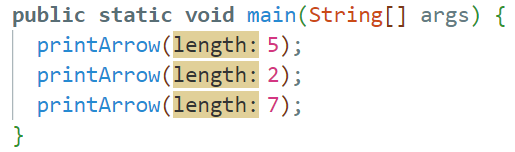 public static void main(String[] args) {
printArrow(length: 5);
printArrow(length: 2);
printArrow(length: 7);
}